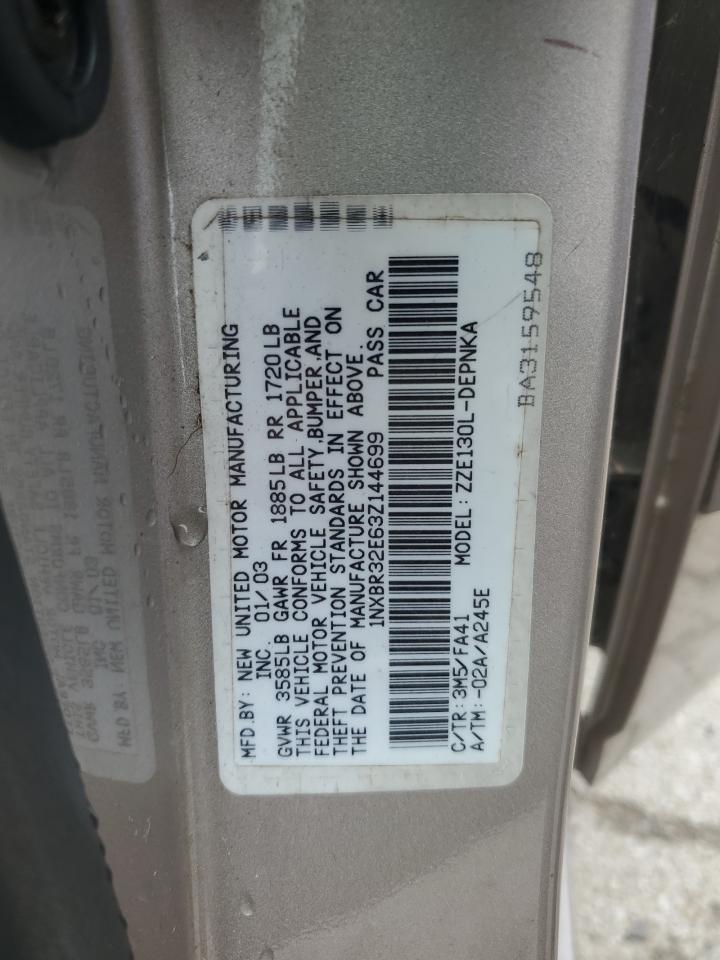 MFD.BY: NEW UNITED MOTOR MANUFACTURING
INC. 01/03
GVWR 3585LB GAWR FR 1885LB RR 1720LB
THIS VEHICLE CONFORMS TO ALL APPLICABLE
FEDERAL MOTOR VEHICLE SAFETY,BUMPER,AND
THEFT PREVENTION STANDARDS IN EFFECT ON
THE DATE OF MANUFACTURE SHOWN ABOVE.
1NXBR32E63Z144699 PASS CAR
C/TR:3M5/FA41 MODEL:ZZE130L-DEPNKA
A/TM:-02A/A245E
BA3159548